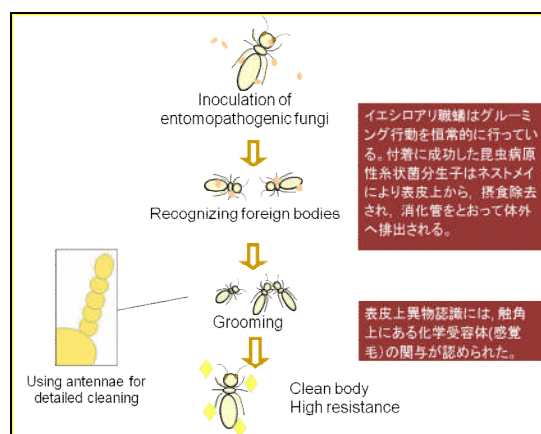 Inoculation of
entomopathogenic fungi
イエシロアリ職蟻はグルーミ
ング行動を恒常的に行ってい
る。付着に成功した昆虫病原
性糸状菌分生子はネストメイ
により表皮上から, 摂食除去
され, 消化管をとおって体外
へ排出される。
Recognizing foreign bodies
Grooming
表皮上異物認識には, 触角
上にある化学受容体(感覚
毛)の関与が認められた。
Using antennae for
detailed cleaning
Clean body
High resistance